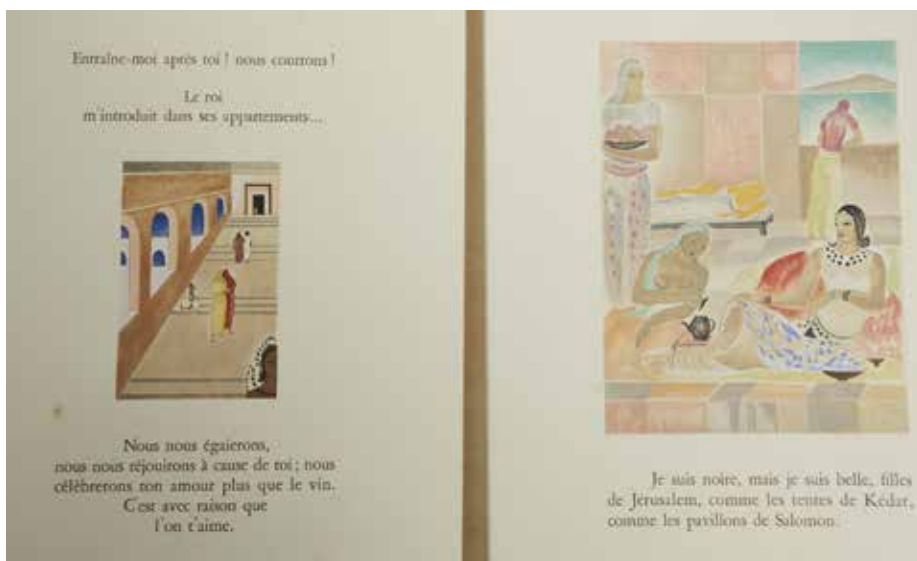 Entraîne-moi après toi ! nous courrons !
Le roi
m'introduit dans ses appartements...
Nous nous égaierons,
nous nous réjouirons à cause de toi ; nous
célèbrerons ton amour plus que le vin.
C'est avec raison que
l'on t'aime.
Je suis noire, mais je suis belle, filles
de Jérusalem, comme les tentes de Kédar,
comme les pavillons de Salomon.